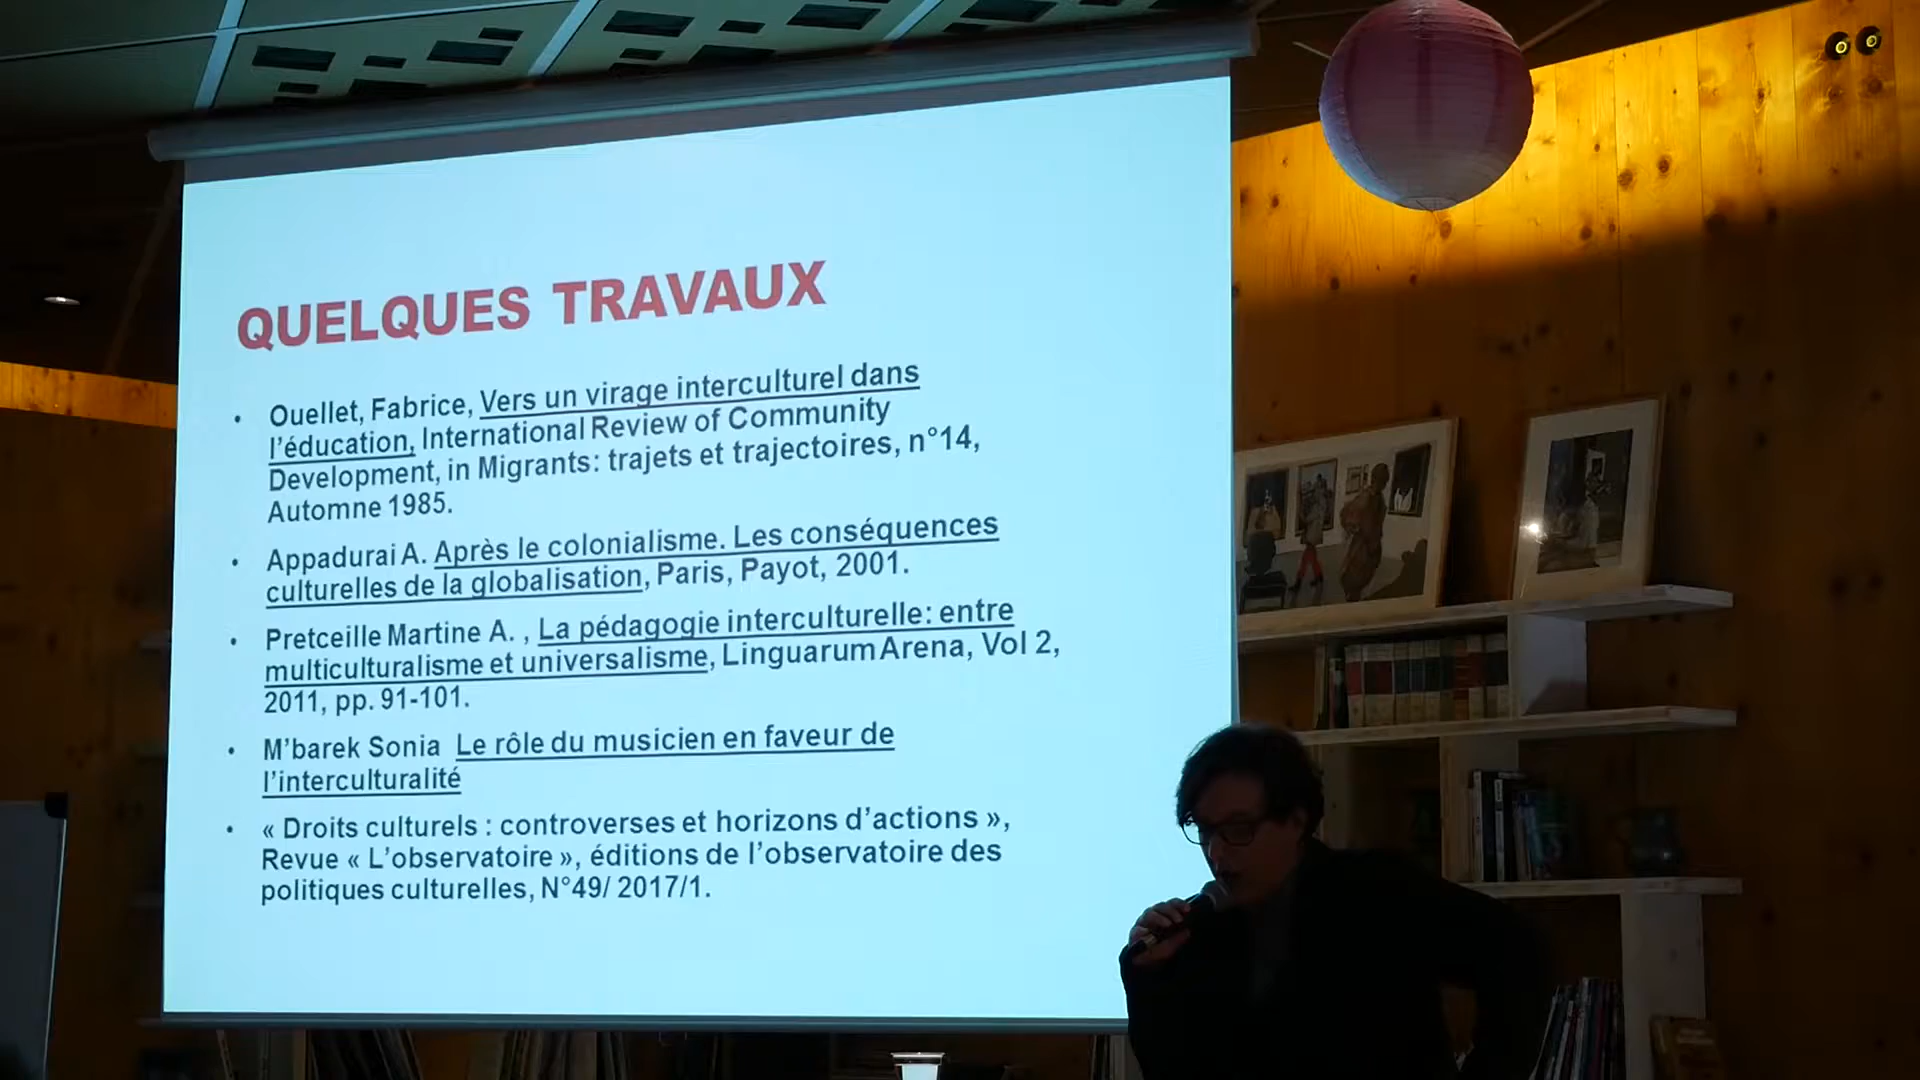 QUELQUES TRAVAUX
• Ouellet, Fabrice, Vers un virage interculturel dans
l'éducation, International Review of Community
Development, in Migrants: trajets et trajectoires, n°14,
Automne 1985.
• Appadurai A. Après le colonialisme. Les conséquences
culturelles de la globalisation, Paris, Payot, 2001.
• Pretceille Martine A. , La pédagogie interculturelle: entre
multiculturalisme et universalisme, Linguarum Arena, Vol 2,
2011, pp. 91-101.
• M'barek Sonia Le rôle du musicien en faveur de
l'interculturalité
• « Droits culturels : controverses et horizons d'actions »,
Revue « L'observatoire », éditions de l'observatoire des
politiques culturelles, N°49/ 2017/1.